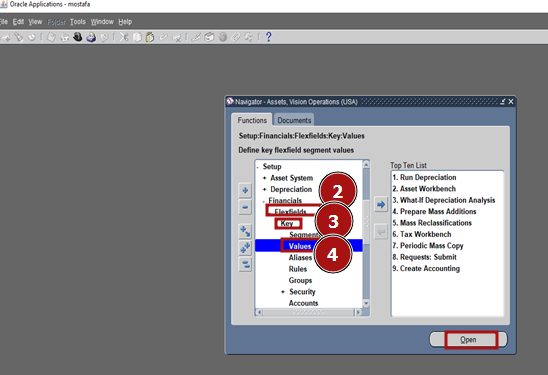 Oracle Applications - mostafa
File Edit View Folder Tools Window Help
Navigator - Assets, Vision Operations (USA)
Functions Documents
Setup:Financials:Flexfields:Key:Values
Define key flexfield segment values
- Setup
+ Asset System
+ Depreciation
- Financials
Flexfields
Key
Segment
Values
Aliases
Rules
Groups
+ Security
Accounts
2
3
4
Top Ten List
1. Run Depreciation
2. Asset Workbench
3. What-If Depreciation Analysis
4. Prepare Mass Additions
5. Mass Reclassifications
6. Tax Workbench
7. Periodic Mass Copy
8. Requests: Submit
9. Create Accounting
Open